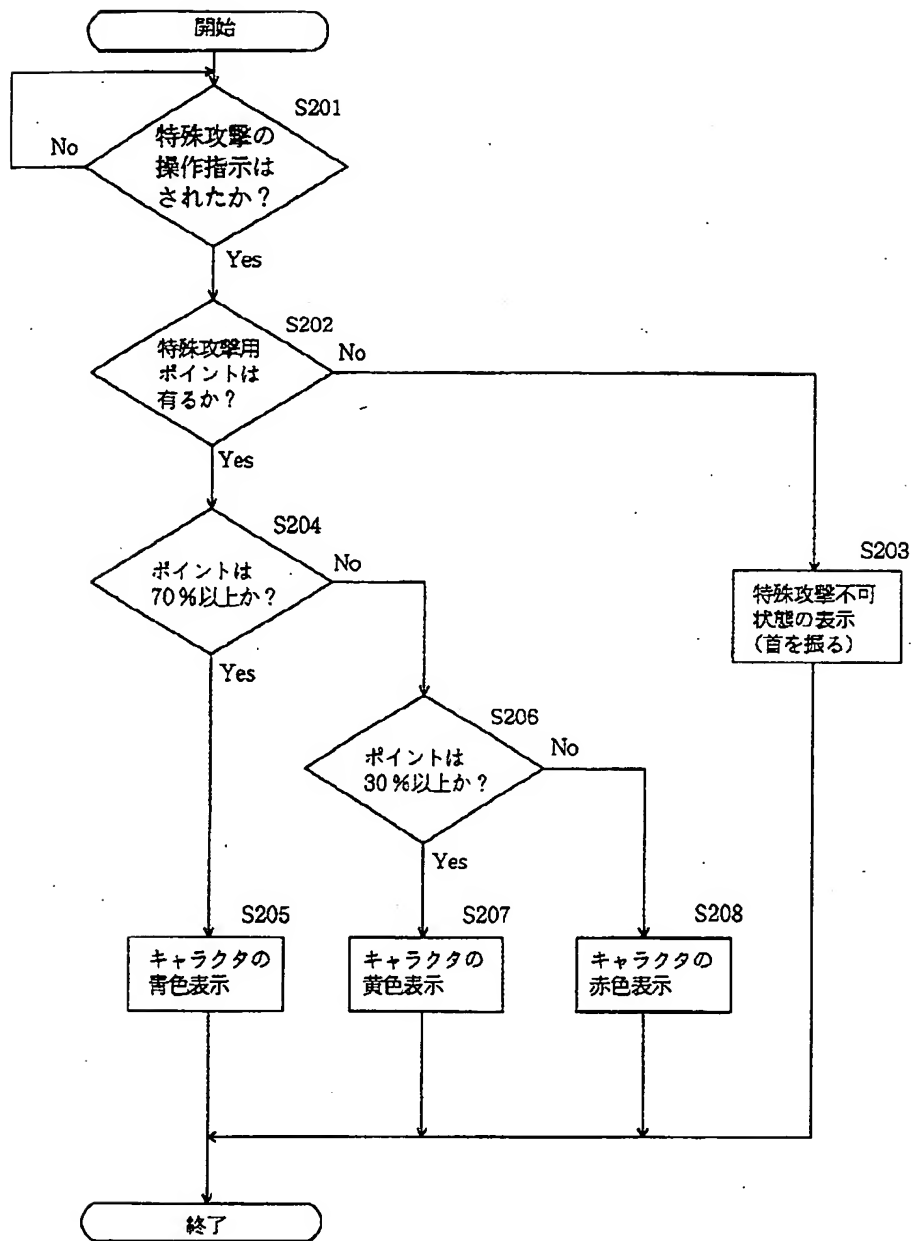 開始
S201
特殊攻撃の
操作指示は
されたか?
No
Yes
S202
特殊攻撃用
ポイントは
有るか?
No
Yes
S204
ポイントは
70%以上か?
No
Yes
S203
特殊攻撃不可
状態の表示
(首を振る)
S206
ポイントは
30%以上か?
No
Yes
S205
キャラクタの
青色表示
S207
キャラクタの
黄色表示
S208
キャラクタの
赤色表示
終了